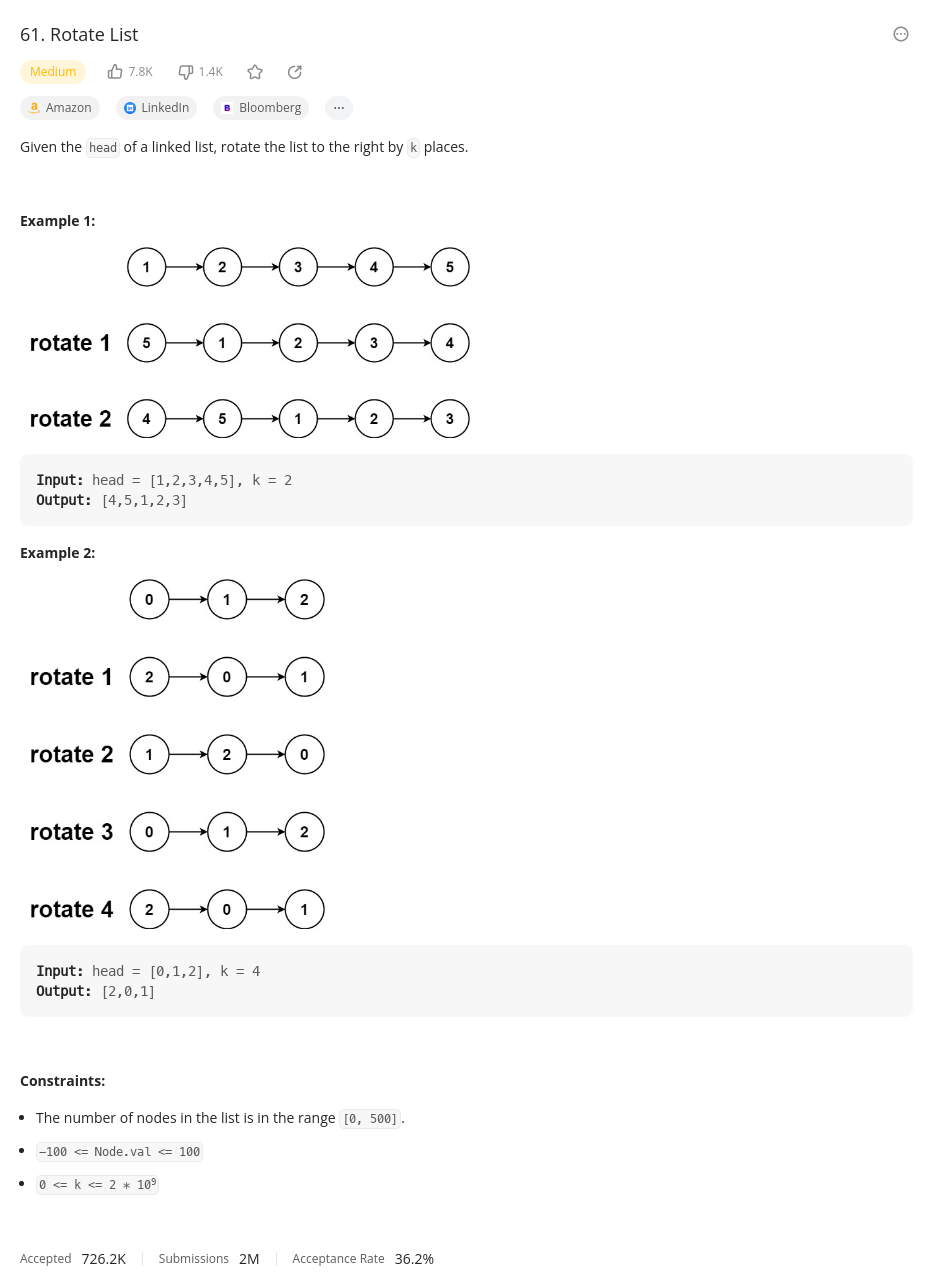 61. Rotate List
Medium 7.8K 1.4K
Amazon LinkedIn Bloomberg ...
Given the head of a linked list, rotate the list to the right by k places.
Example 1:
1 2 3 4 5
rotate 1 5 1 2 3 4
rotate 2 4 5 1 2 3
Input: head = [1,2,3,4,5], k = 2
Output: [4,5,1,2,3]
Example 2:
0 1 2
rotate 1 2 0 1
rotate 2 1 2 0
rotate 3 0 1 2
rotate 4 2 0 1
Input: head = [0,1,2], k = 4
Output: [2,0,1]
Constraints:
• The number of nodes in the list is in the range [0, 500].
• −100 <= Node.val <= 100
• 0 <= k <= 2 * 10⁹
Accepted 726.2K Submissions 2M Acceptance Rate 36.2%